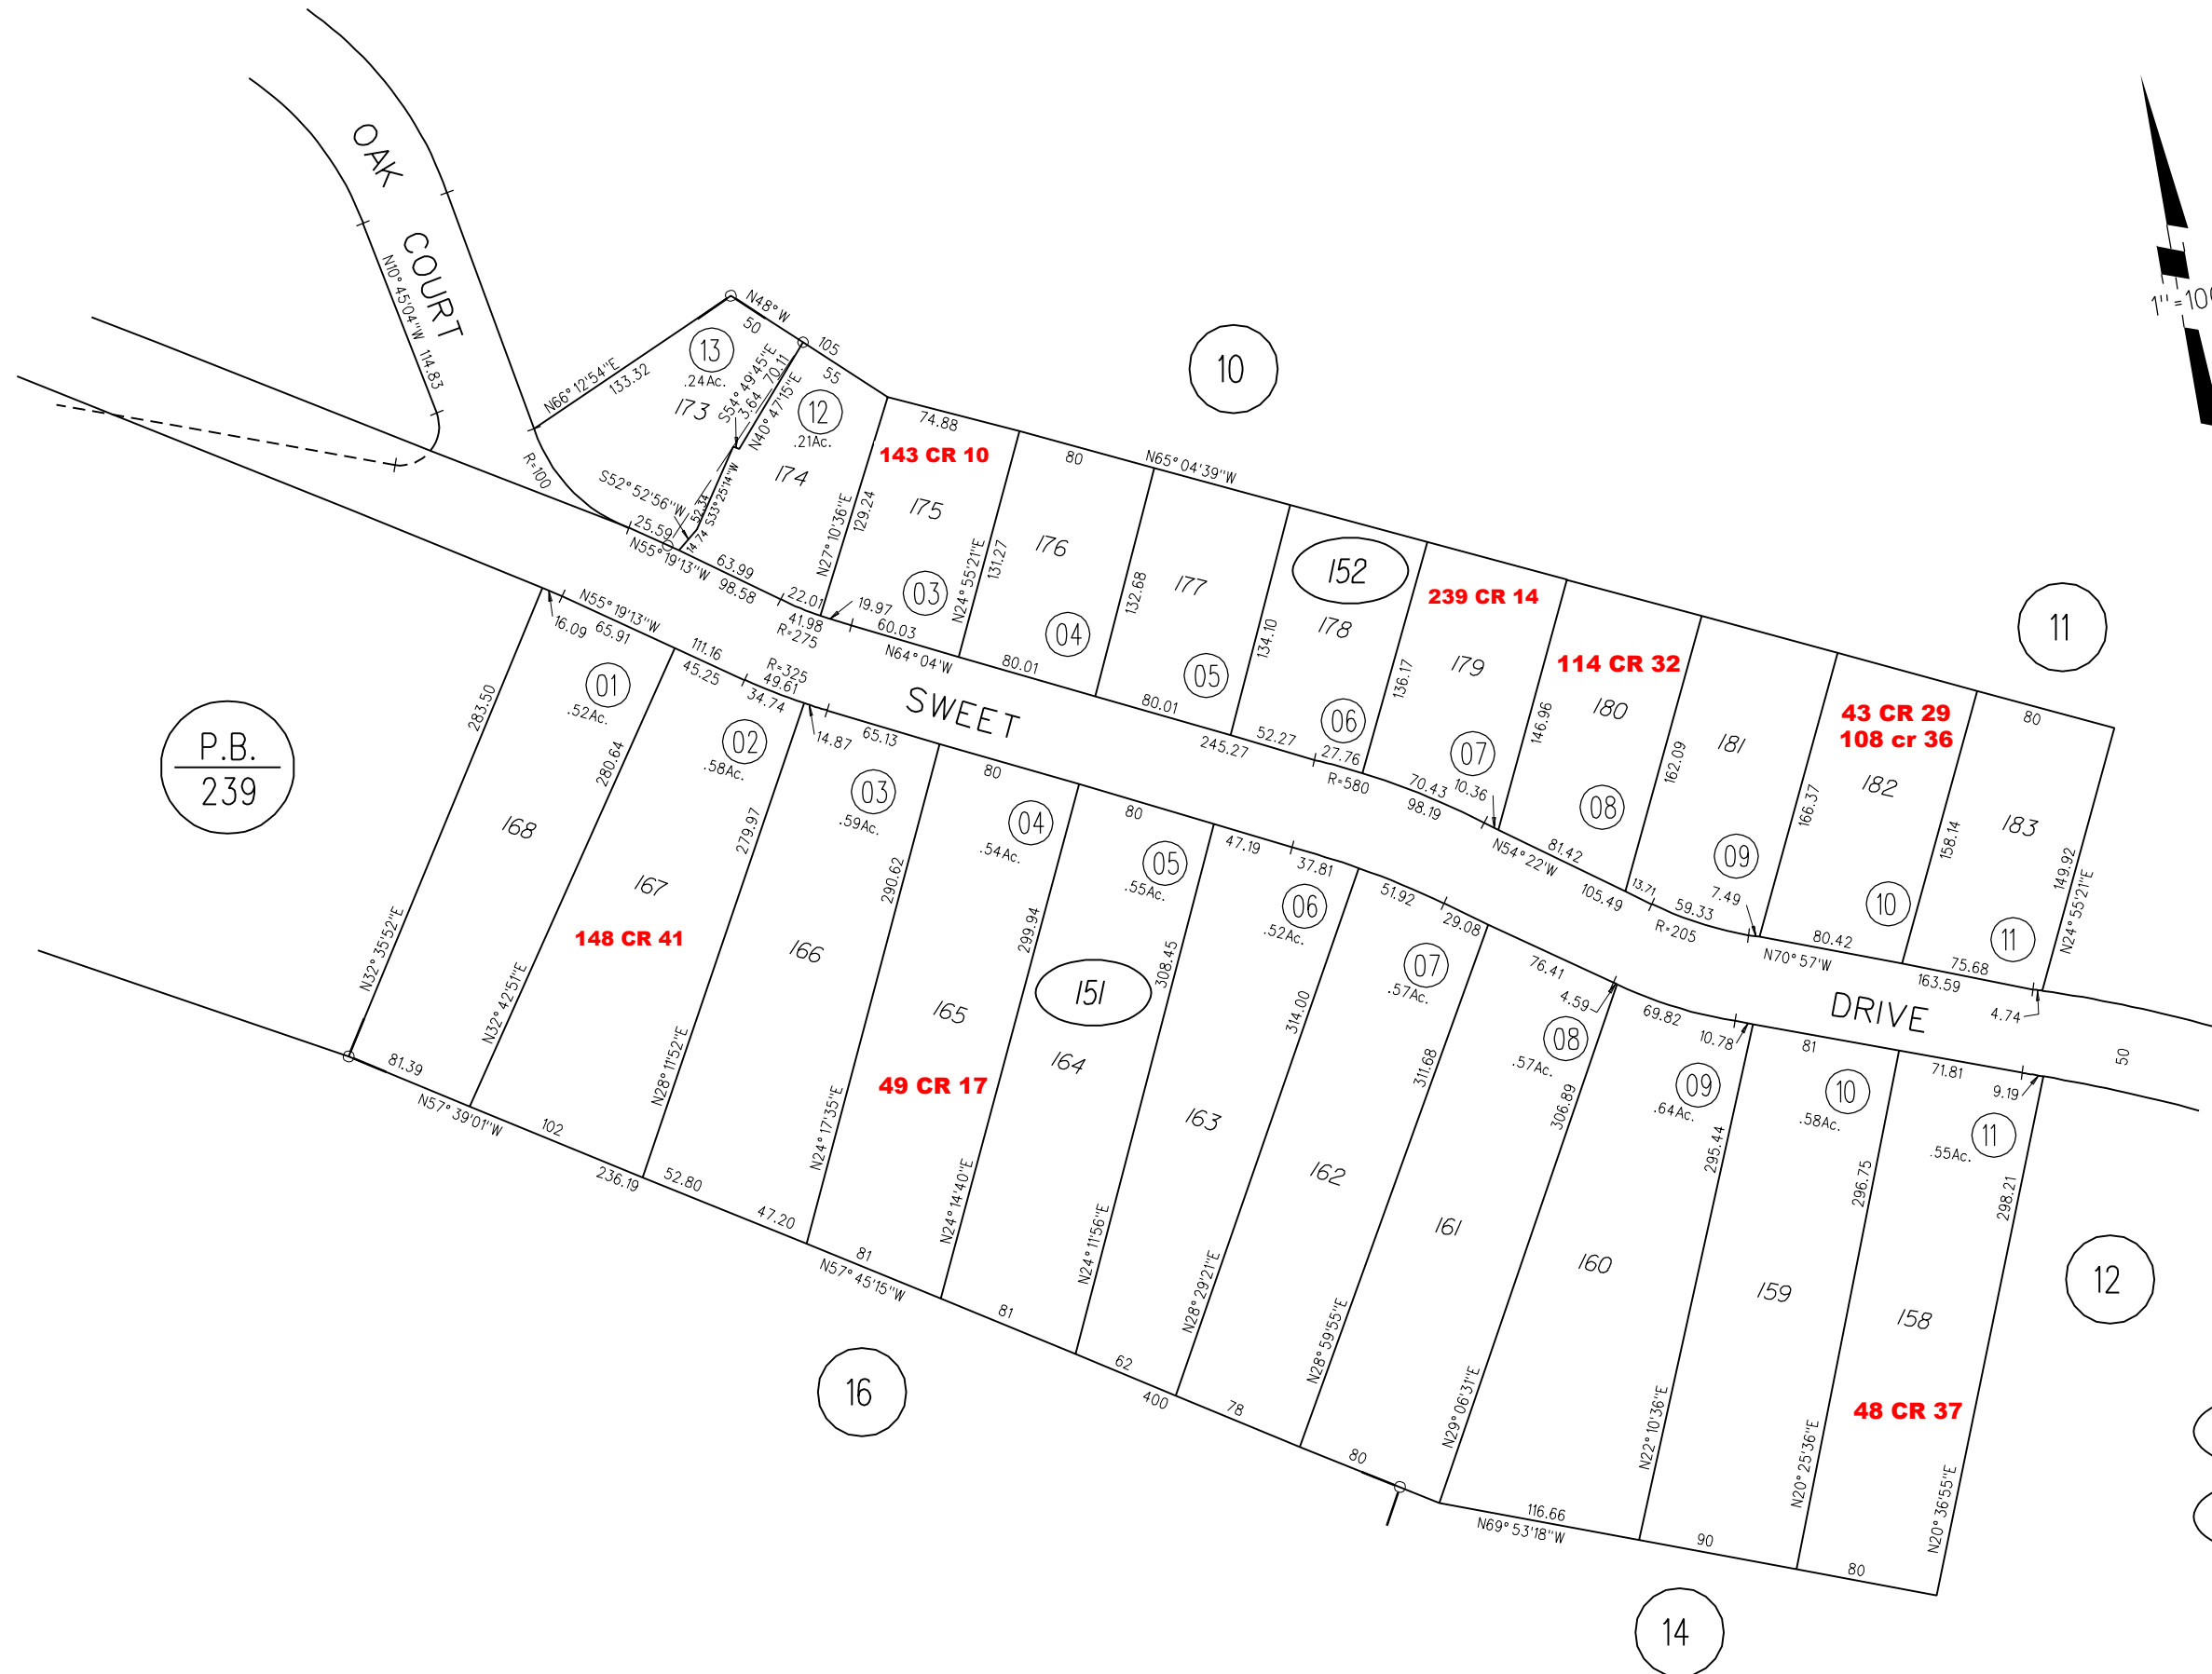 OAK COURT
N10°45'04"W 114.83
1"=10
N48°W
50
105
55
13
.24Ac.
173
N66°12'54"E
133.32
S54°49'45"E
3.64
70.11
N40°47'15"E
12
.21Ac.
174
R=100
S52°52'56"W
52.34
S33°25'14"W
14.74
25.59
N55°19'13"W
63.99
98.58
22.01
41.98
R=275
19.97
N27°10'36"E
129.24
74.88
143 CR 10
175
03
60.03
N64°04'W
N24°55'21"E
131.27
80
176
04
80.01
N65°04'39"W
132.68
177
05
80.01
245.27
134.10
152
178
06
52.27
27.76
R=580
136.17
239 CR 14
179
07
70.43
98.19
10.36
146.96
114 CR 32
180
08
81.42
N54°22'W
105.49
13.71
162.09
181
09
7.49
59.33
R=205
166.37
43 CR 29
108 cr 36
182
10
80.42
N70°57'W
158.14
80
183
11
75.68
163.59
149.92
N24°55'21"E
4.74
10
11
SWEET DRIVE
50
P.B.
239
N55°19'13"W
16.09
65.91
111.16
45.25
R=325
49.61
34.74
14.87
65.13
80
80
47.19
37.81
51.92
29.08
76.41
4.59
69.82
10.78
81
71.81
9.19
283.50
N32°35'52"E
01
.52Ac.
168
280.64
N32°42'51"E
02
.58Ac.
167
148 CR 41
279.97
N28°11'52"E
03
.59Ac.
166
290.62
N24°17'35"E
04
.54Ac.
165
49 CR 17
299.94
N24°14'40"E
05
.55Ac.
151
164
308.45
N24°11'56"E
06
.52Ac.
163
314.00
N28°29'21"E
07
.57Ac.
162
311.68
N28°59'55"E
08
.57Ac.
161
306.89
N29°06'31"E
09
.64Ac.
160
295.44
N22°10'36"E
10
.58Ac.
159
296.75
N20°25'36"E
11
.55Ac.
158
48 CR 37
298.21
N20°36'55"E
81.39
N57°39'01"W
102
236.19
52.80
47.20
81
N57°45'15"W
81
62
400
78
80
116.66
N69°53'18"W
90
80
12
16
14